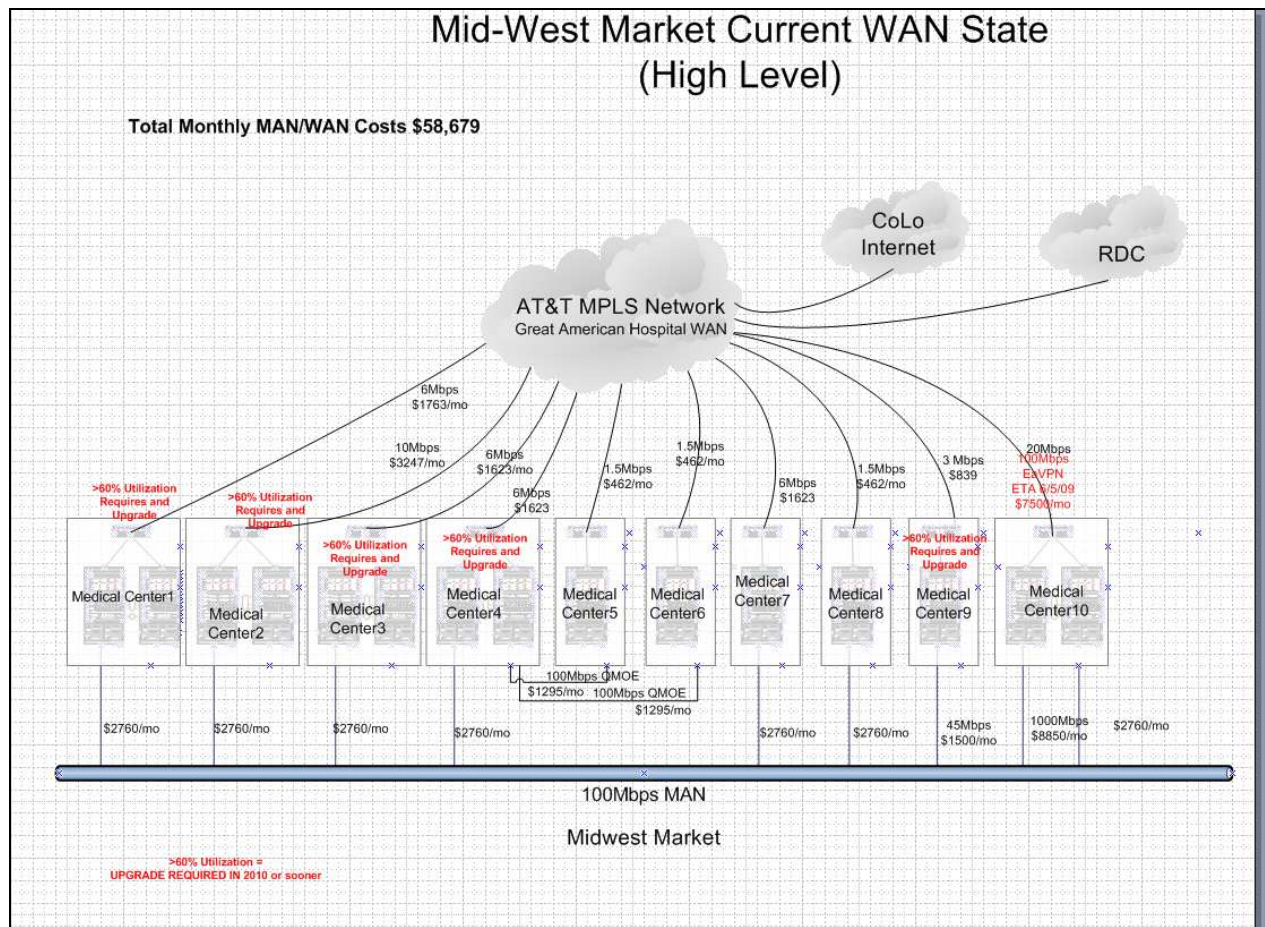 Mid-West Market Current WAN State
(High Level)
Total Monthly MAN/WAN Costs $58,679
CoLo
Internet
RDC
AT&T MPLS Network
Great American Hospital WAN
6Mbps
$1763/mo
10Mbps
$3247/mo
6Mbps
$1623/mo
6Mbps
$1623
1.5Mbps
$462/mo
1.5Mbps
$462/mo
6Mbps
$1623
1.5Mbps
$462/mo
3 Mbps
$839
20Mbps
100Mbps
EaVPN
ETA 6/5/09
$7500/mo
>60% Utilization
Requires and
Upgrade
>60% Utilization
Requires and
Upgrade
>60% Utilization
Requires and
Upgrade
>60% Utilization
Requires and
Upgrade
>60% Utilization
Requires and
Upgrade
Medical Center1
Medical
Center2
Medical
Center3
Medical
Center4
Medical
Center5
Medical
Center6
Medical
Center7
Medical
Center8
Medical
Center9
Medical
Center10
100Mbps QMOE
$1295/mo
100Mbps QMOE
$1295/mo
$2760/mo
$2760/mo
$2760/mo
$2760/mo
$2760/mo
$2760/mo
45Mbps
$1500/mo
1000Mbps
$8850/mo
$2760/mo
100Mbps MAN
Midwest Market
>60% Utilization =
UPGRADE REQUIRED IN 2010 or sooner